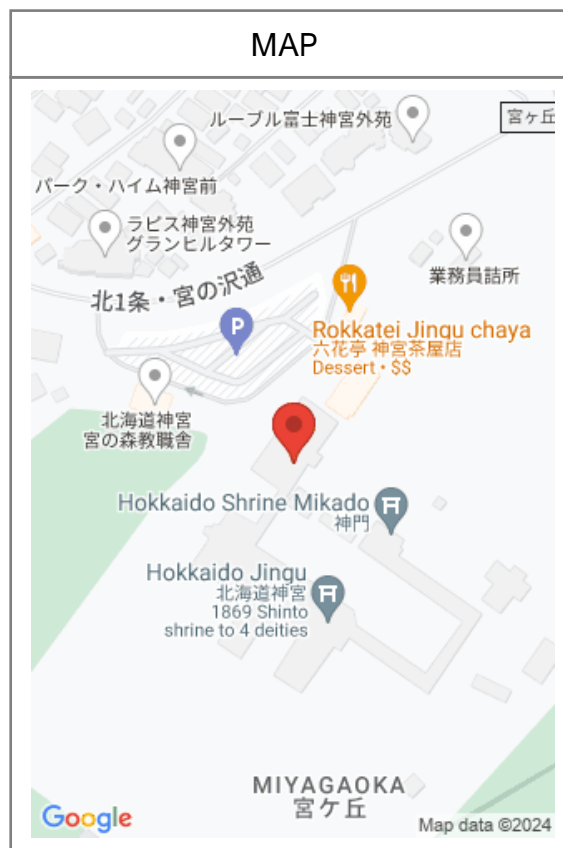 MAP
ルーブル富士神宮外苑
宮ヶ丘
パーク・ハイム神宮前
ラピス神宮外苑
グランヒルタワー
業務員詰所
北1条・宮の沢通
P
Rokkatei Jingu chaya
六花亭 神宮茶屋店
Dessert • $$
北海道神宮
宮の森教職舎
Hokkaido Shrine Mikado
神門
Hokkaido Jingu
北海道神宮
1869 Shinto
shrine to 4 deities
MIYAGAOKA
宮ケ丘
Google
Map data ©2024